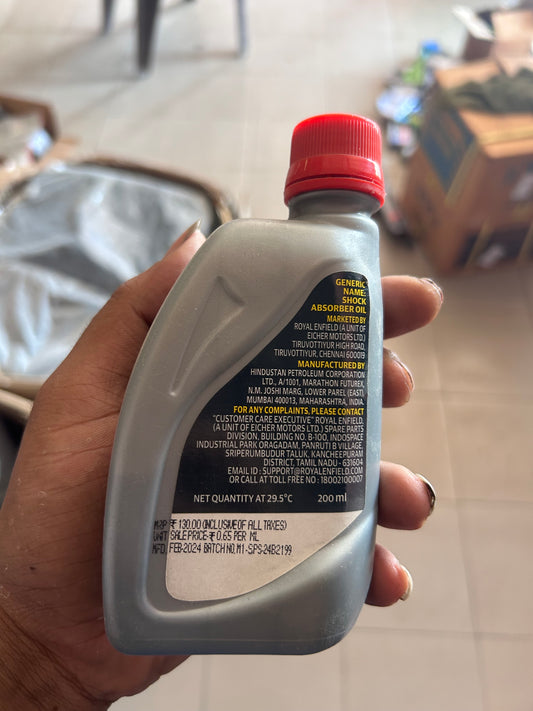 GENERIC
NAME:
SHOCK
ABSORBER OIL
MARKETED BY
ROYAL ENFIELD (A UNIT OF
EICHER MOTORS LTD.)
TIRUVOTTIYUR HIGH ROAD,
TIRUVOTTIYUR, CHENNAI 600019
MANUFACTURED BY
HINDUSTAN PETROLEUM CORPORATION
LTD., A/1001, MARATHON FUTUREX,
N.M. JOSHI MARG, LOWER PAREL (EAST),
MUMBAI 400013, MAHARASHTRA, INDIA.
FOR ANY COMPLAINTS, PLEASE CONTACT
"CUSTOMER CARE EXECUTIVE" ROYAL ENFIELD.
(A UNIT OF EICHER MOTORS LTD.) SPARE PARTS
DIVISION, BUILDING NO. B-100, INDOSPACE
INDUSTRIAL PARK ORAGADAM, PANRUTI B VILLAGE,
SRIPERUMBUDUR TALUK, KANCHEEPURAM
DISTRICT, TAMIL NADU - 631604
EMAIL ID : SUPPORT@ROYALENFIELD.COM
OR CALL AT TOLL FREE NO : 18002100007
NET QUANTITY AT 29.5°C 200 ml
MRP ₹ 130.00 (INCLUSIVE OF ALL TAXES)
UNIT SALE PRICE-₹ 0.65 PER ML
MFD. FEB-2024 BATCH NO. M1-SPS-24B2199